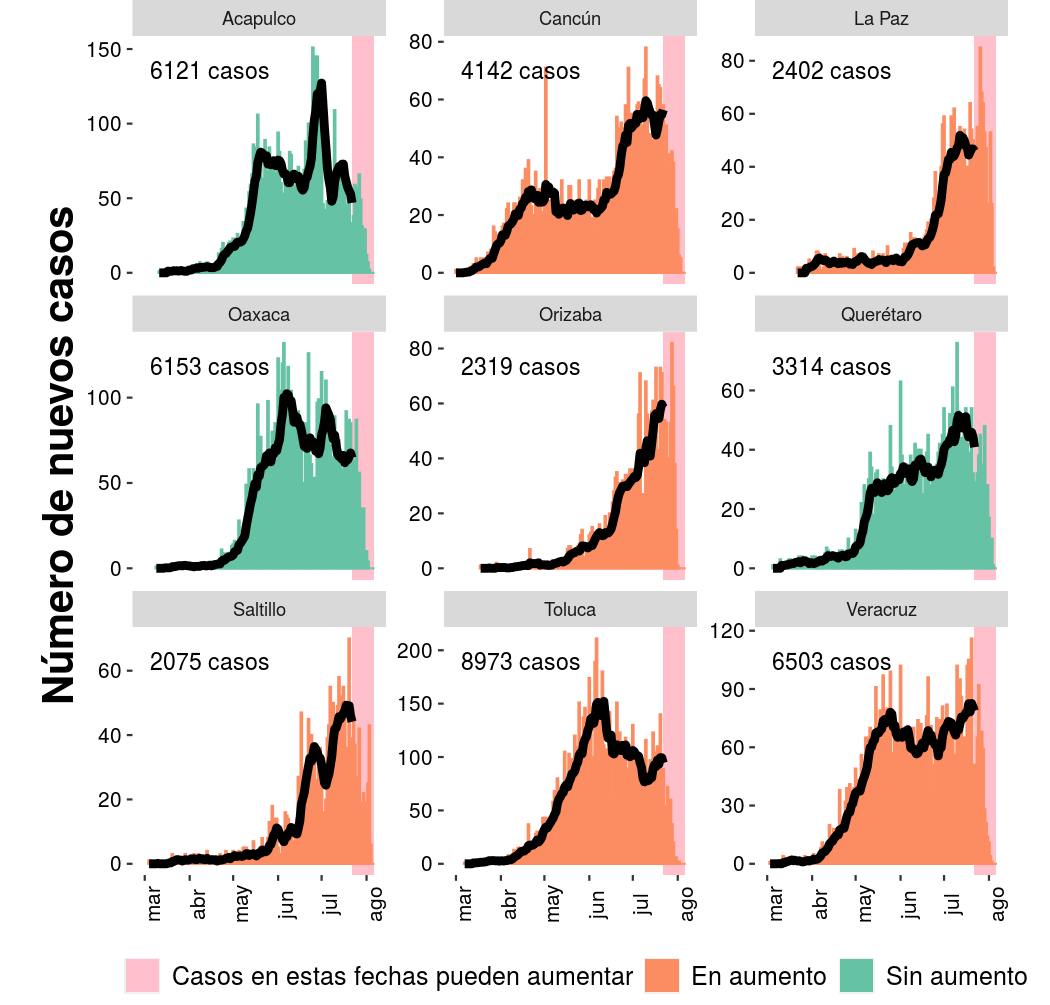 Número de nuevos casos
Acapulco
Cancún
La Paz
150
100
50
0
6121 casos
80
60
40
20
0
4142 casos
80
60
40
20
0
2402 casos
Oaxaca
Orizaba
Querétaro
100
50
0
6153 casos
80
60
40
20
0
2319 casos
60
40
20
0
3314 casos
Saltillo
Toluca
Veracruz
60
40
20
0
2075 casos
200
150
100
50
0
8973 casos
120
90
60
30
0
6503 casos
mar abr may jun jul ago
mar abr may jun jul ago
mar abr may jun jul ago
Casos en estas fechas pueden aumentar En aumento Sin aumento